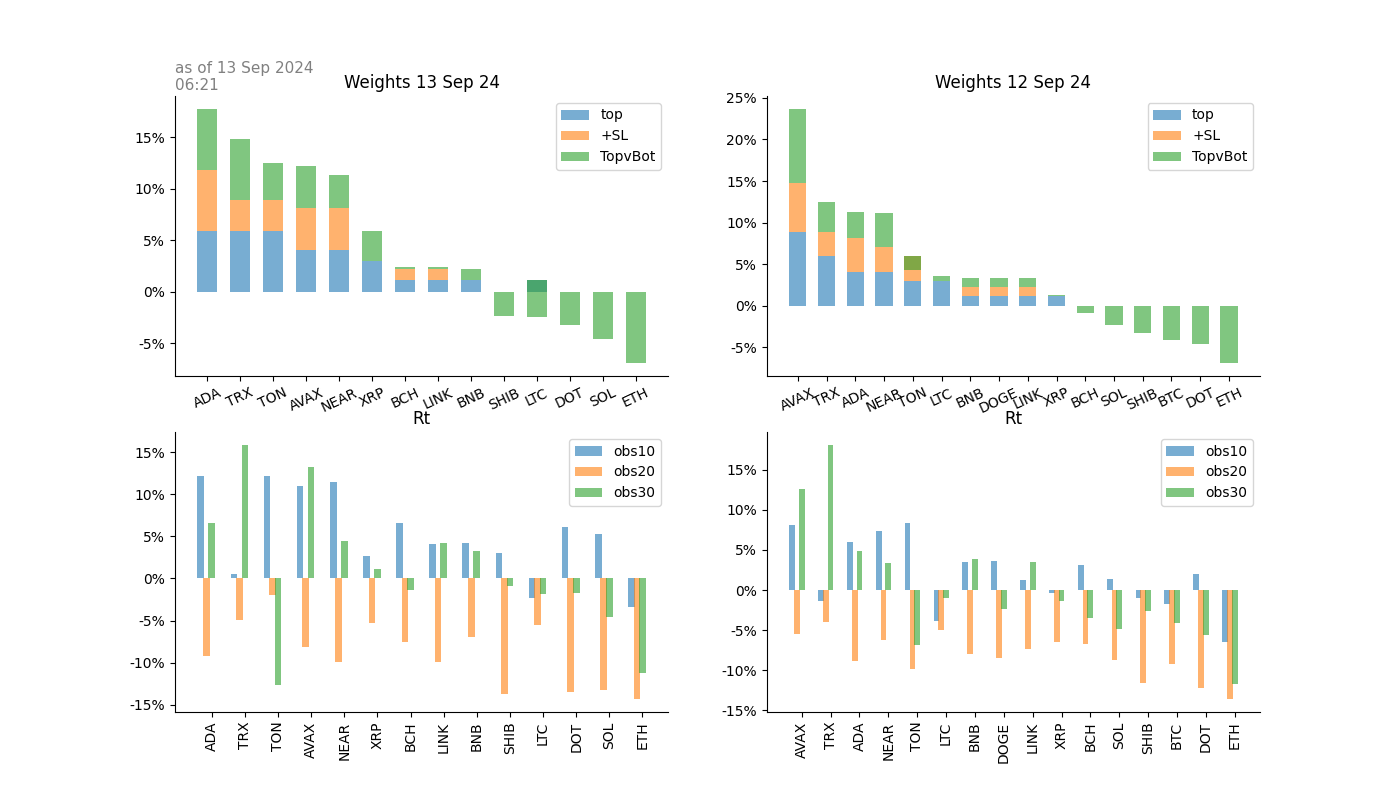 as of 13 Sep 2024
06:21
Weights 13 Sep 24
top
+SL
TopvBot
15%
10%
5%
0%
-5%
ADA TRX TON AVAX NEAR XRP BCH LINK BNB SHIB LTC DOT SOL ETH
Weights 12 Sep 24
top
+SL
TopvBot
25%
20%
15%
10%
5%
0%
-5%
AVAX TRX ADA NEAR TON LTC BNB DOGE LINK XRP BCH SOL SHIB BTC DOT ETH
Rt
obs10
obs20
obs30
15%
10%
5%
0%
-5%
-10%
-15%
ADA TRX TON AVAX NEAR XRP BCH LINK BNB SHIB LTC DOT SOL ETH
Rt
obs10
obs20
obs30
15%
10%
5%
0%
-5%
-10%
-15%
AVAX TRX ADA NEAR TON LTC BNB DOGE LINK XRP BCH SOL SHIB BTC DOT ETH